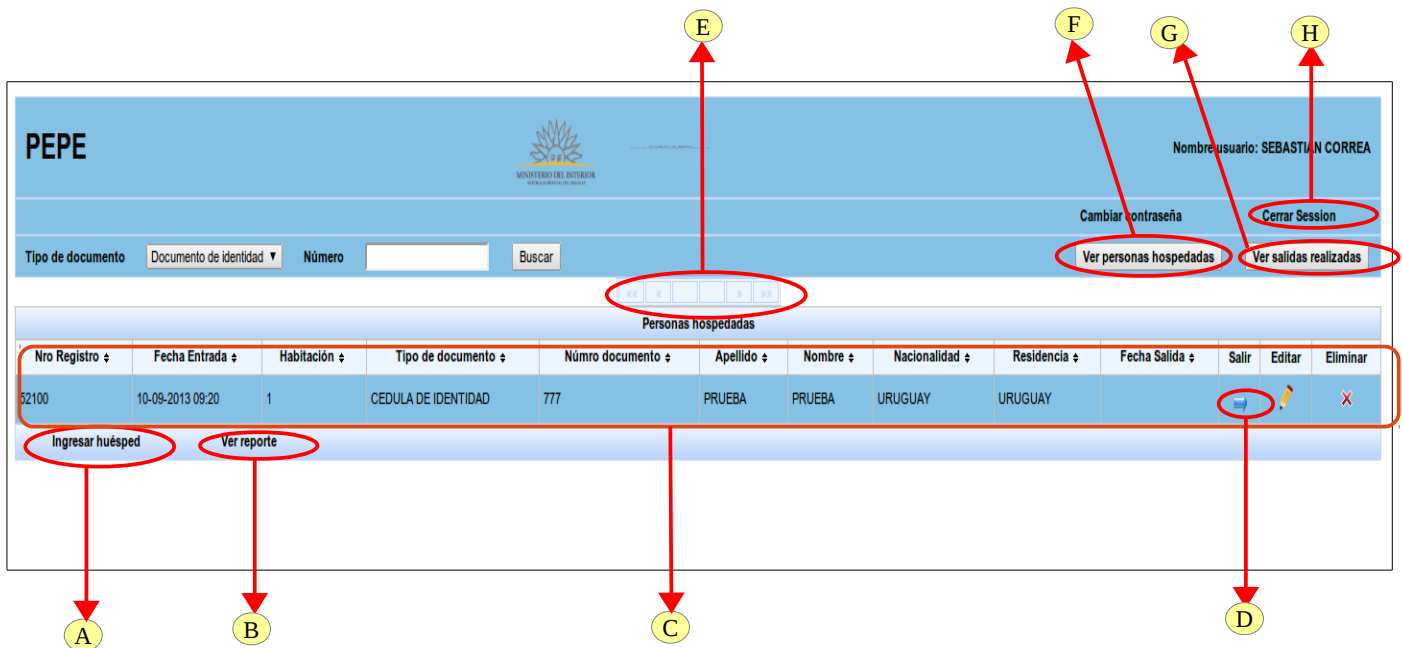 E
F
G
H
PEPE
MINISTERIO DEL INTERIOR
Nombre usuario: SEBASTIAN CORREA
Cambiar contraseña
Cerrar Session
Tipo de documento
Documento de identidad
Número
Buscar
Ver personas hospedadas
Ver salidas realizadas
Personas hospedadas
Nro Registro Fecha Entrada Habitación Tipo de documento Númro documento Apellido Nombre Nacionalidad Residencia Fecha Salida Salir Editar Eliminar
52100 10-09-2013 09:20 1 CEDULA DE IDENTIDAD 777 PRUEBA PRUEBA URUGUAY URUGUAY
Ingresar huésped Ver reporte
A
B
C
D